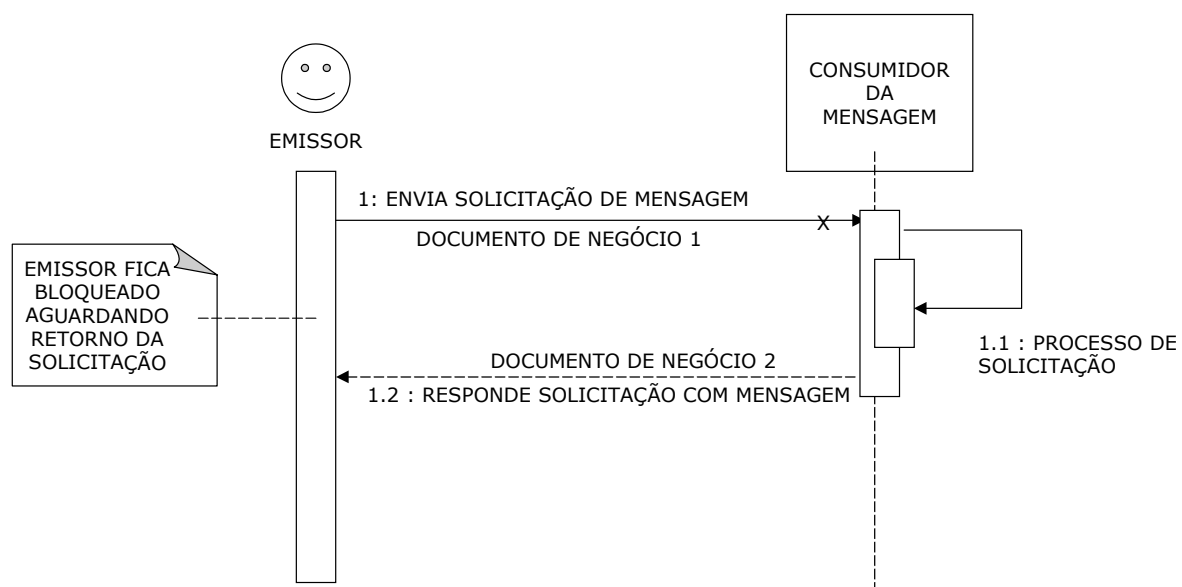 EMISSOR
CONSUMIDOR
DA
MENSAGEM
1: ENVIA SOLICITAÇÃO DE MENSAGEM
X
DOCUMENTO DE NEGÓCIO 1
EMISSOR FICA
BLOQUEADO
AGUARDANDO
RETORNO DA
SOLICITAÇÃO
1.1 : PROCESSO DE
SOLICITAÇÃO
DOCUMENTO DE NEGÓCIO 2
1.2 : RESPONDE SOLICITAÇÃO COM MENSAGEM